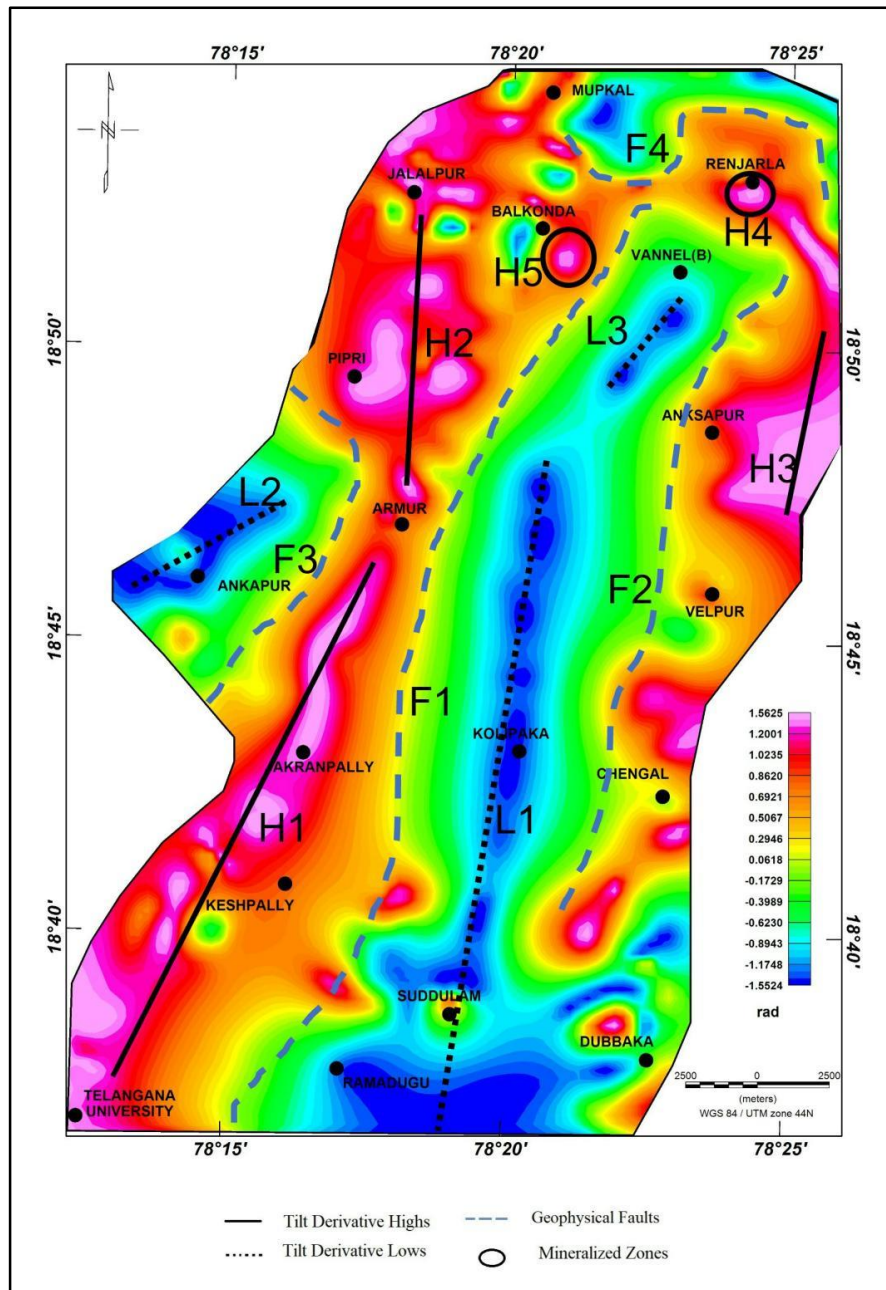 78°15'
78°20'
78°25'
N
MUPKAL
F4
RENJARLA
JALALPUR
BALKONDA
H4
VANNEL(B)
H5
18°50'
18°50'
L3
H2
PIPRI
ANKSAPUR
H3
L2
ARMUR
F3
ANKAPUR
F2
VELPUR
18°45'
18°45'
F1
KOLIPAKA
AKRANPALLY
CHENGAL
H1
L1
KESHPALLY
18°40'
18°40'
1.5625
1.2001
1.0235
0.8620
0.6921
0.5067
0.2946
0.0618
-0.1729
-0.3989
-0.6230
-0.8943
-1.1748
-1.5524
rad
SUDDULAM
DUBBAKA
RAMADUGU
TELANGANA
UNIVERSITY
2500 0 2500
(meters)
WGS 84 / UTM zone 44N
78°15'
78°20'
78°25'
Tilt Derivative Highs
Geophysical Faults
Tilt Derivative Lows
Mineralized Zones